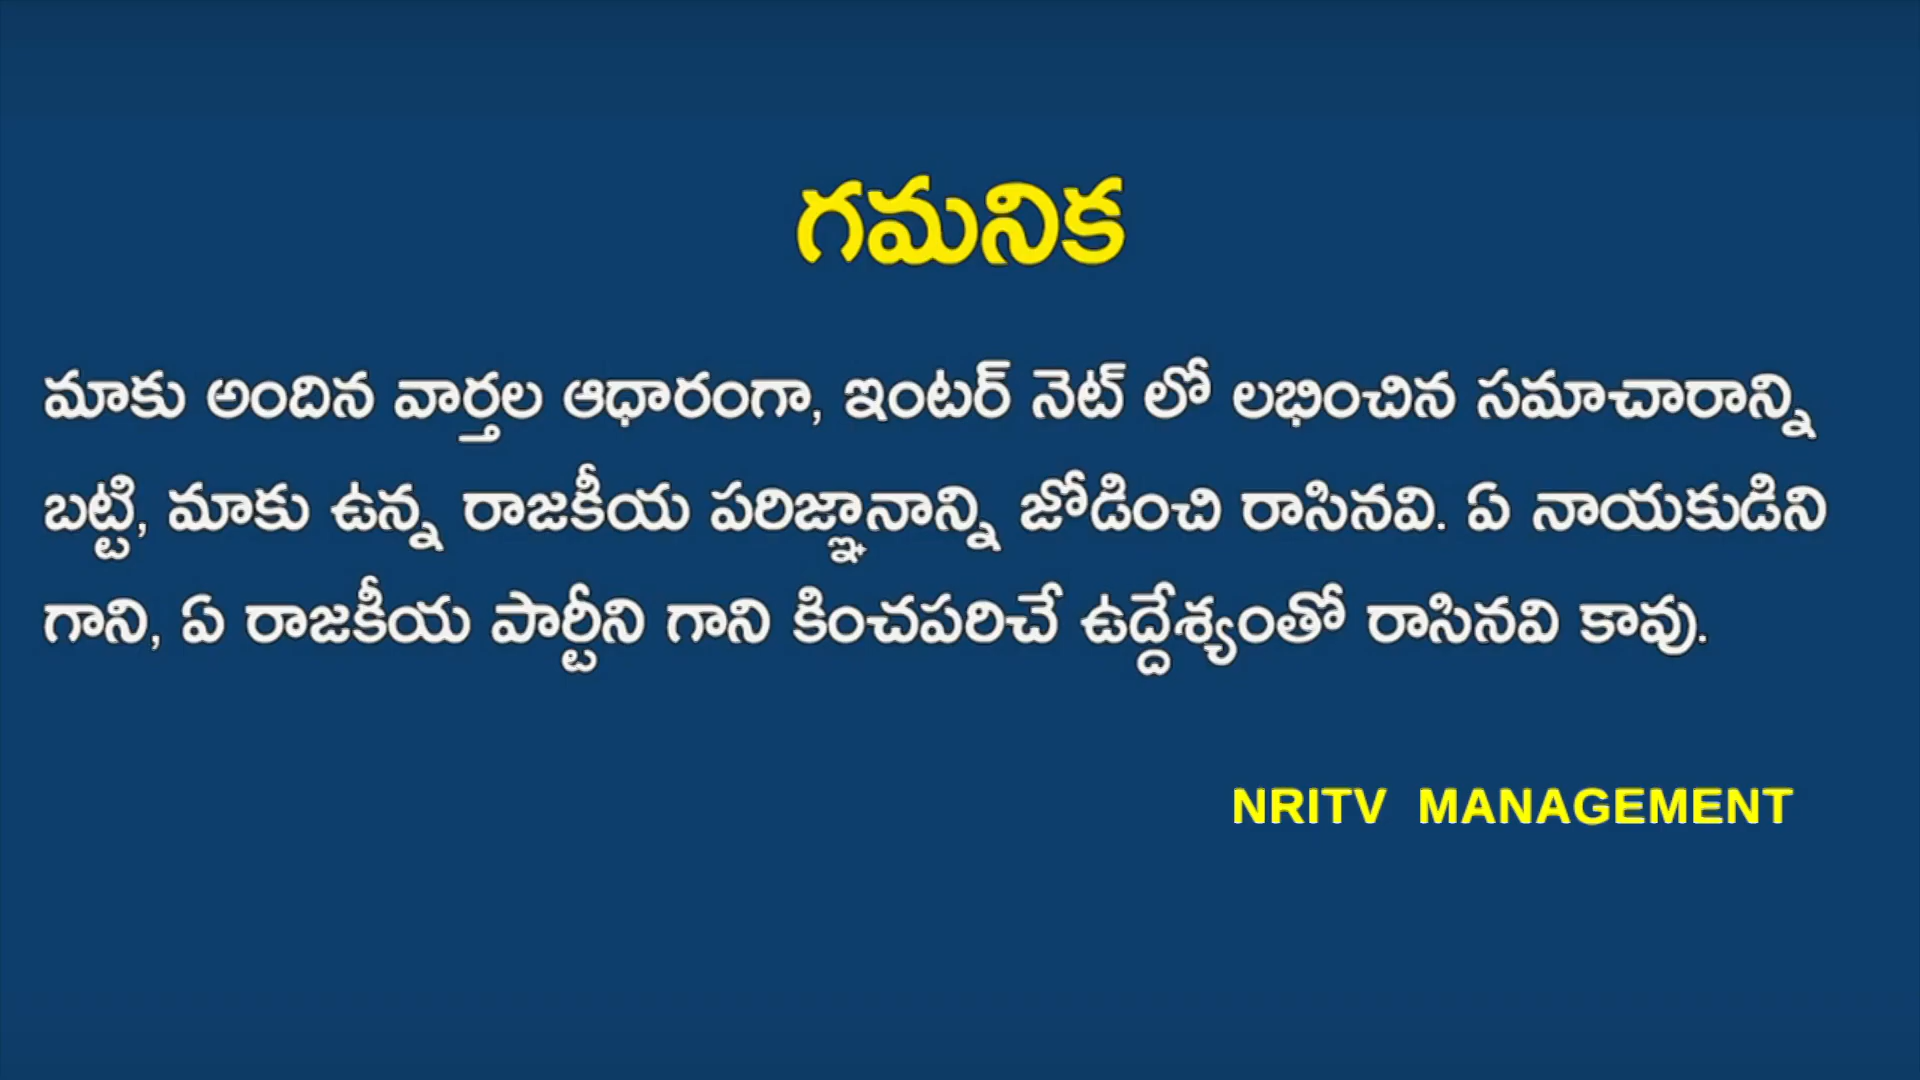 గమనిక
మాకు అందిన వార్తల ఆధారంగా, ఇంటర్ నెట్ లో లభించిన సమాచారాన్ని
బట్టి, మాకు ఉన్న రాజకీయ పరిజ్ఞానాన్ని జోడించి రాసినవి. ఏ నాయకుడిని
గాని, ఏ రాజకీయ పార్టీని గాని కించపరిచే ఉద్దేశ్యంతో రాసినవి కావు.
NRITV MANAGEMENT